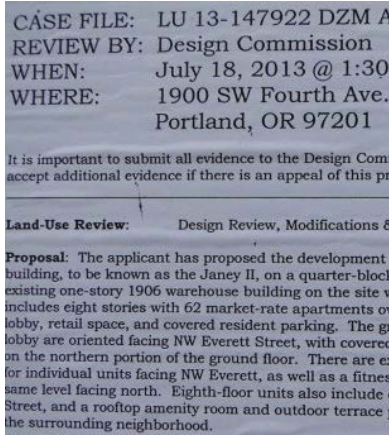 CASE FILE: LU 13-147922 DZM A
REVIEW BY: Design Commission
WHEN: July 18, 2013 @ 1:30
WHERE: 1900 SW Fourth Ave.
Portland, OR 97201
It is important to submit all evidence to the Design Com
accept additional evidence if there is an appeal of this pr
Land-Use Review: Design Review, Modifications &
Proposal: The applicant has proposed the development
building, to be known as the Janey II, on a quarter-block
existing one-story 1906 warehouse building on the site w
includes eight stories with 62 market-rate apartments ov
lobby, retail space, and covered resident parking. The gr
lobby are oriented facing NW Everett Street, with covered
on the northern portion of the ground floor. There are ex
for individual units facing NW Everett, as well as a fitnes
same level facing north. Eighth-floor units also include
Street, and a rooftop amenity room and outdoor terrace
the surrounding neighborhood.